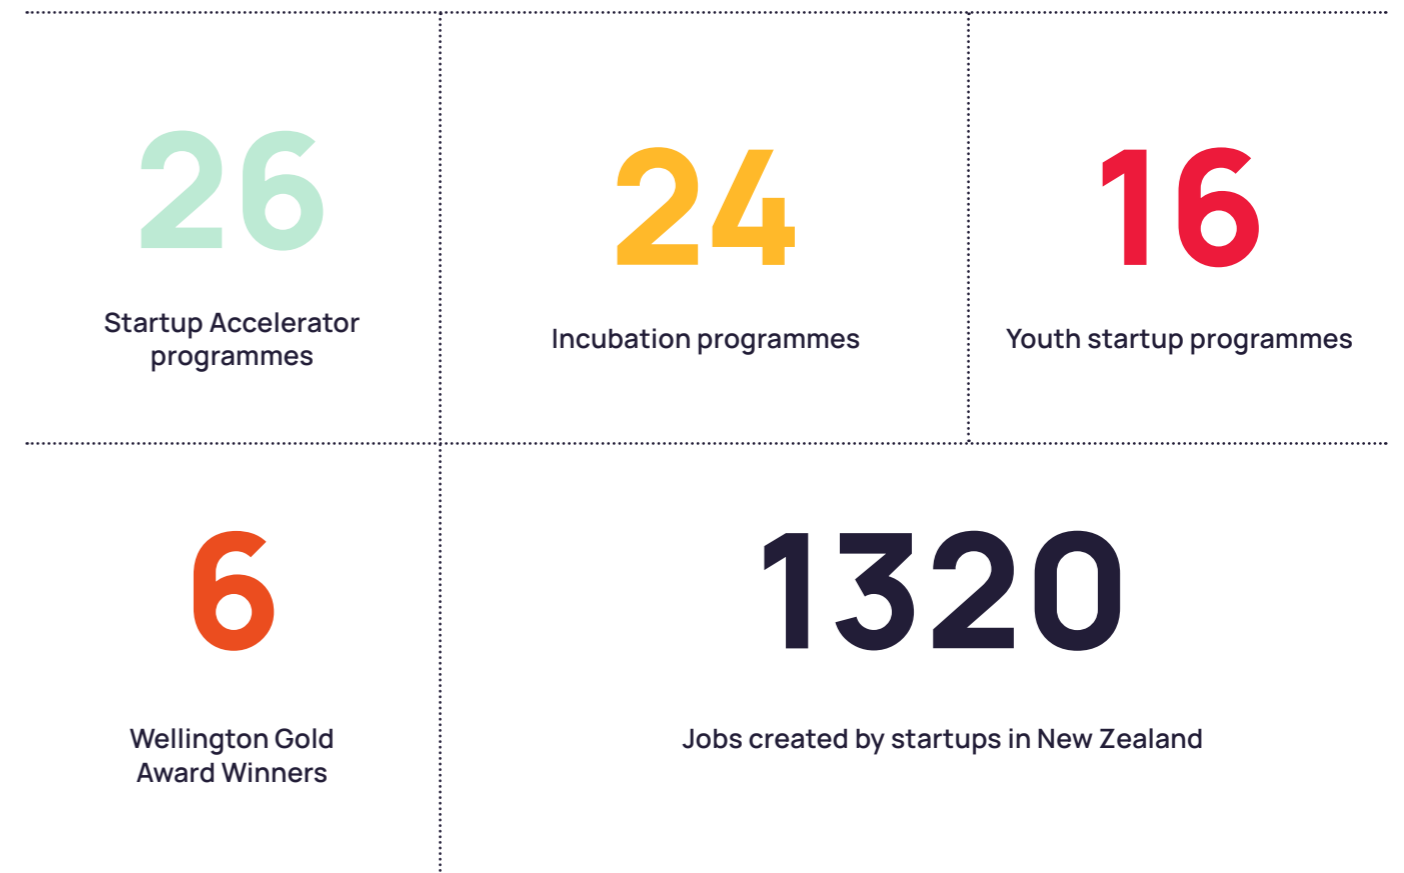 26
Startup Accelerator
programmes
24
Incubation programmes
16
Youth startup programmes
6
Wellington Gold
Award Winners
1320
Jobs created by startups in New Zealand